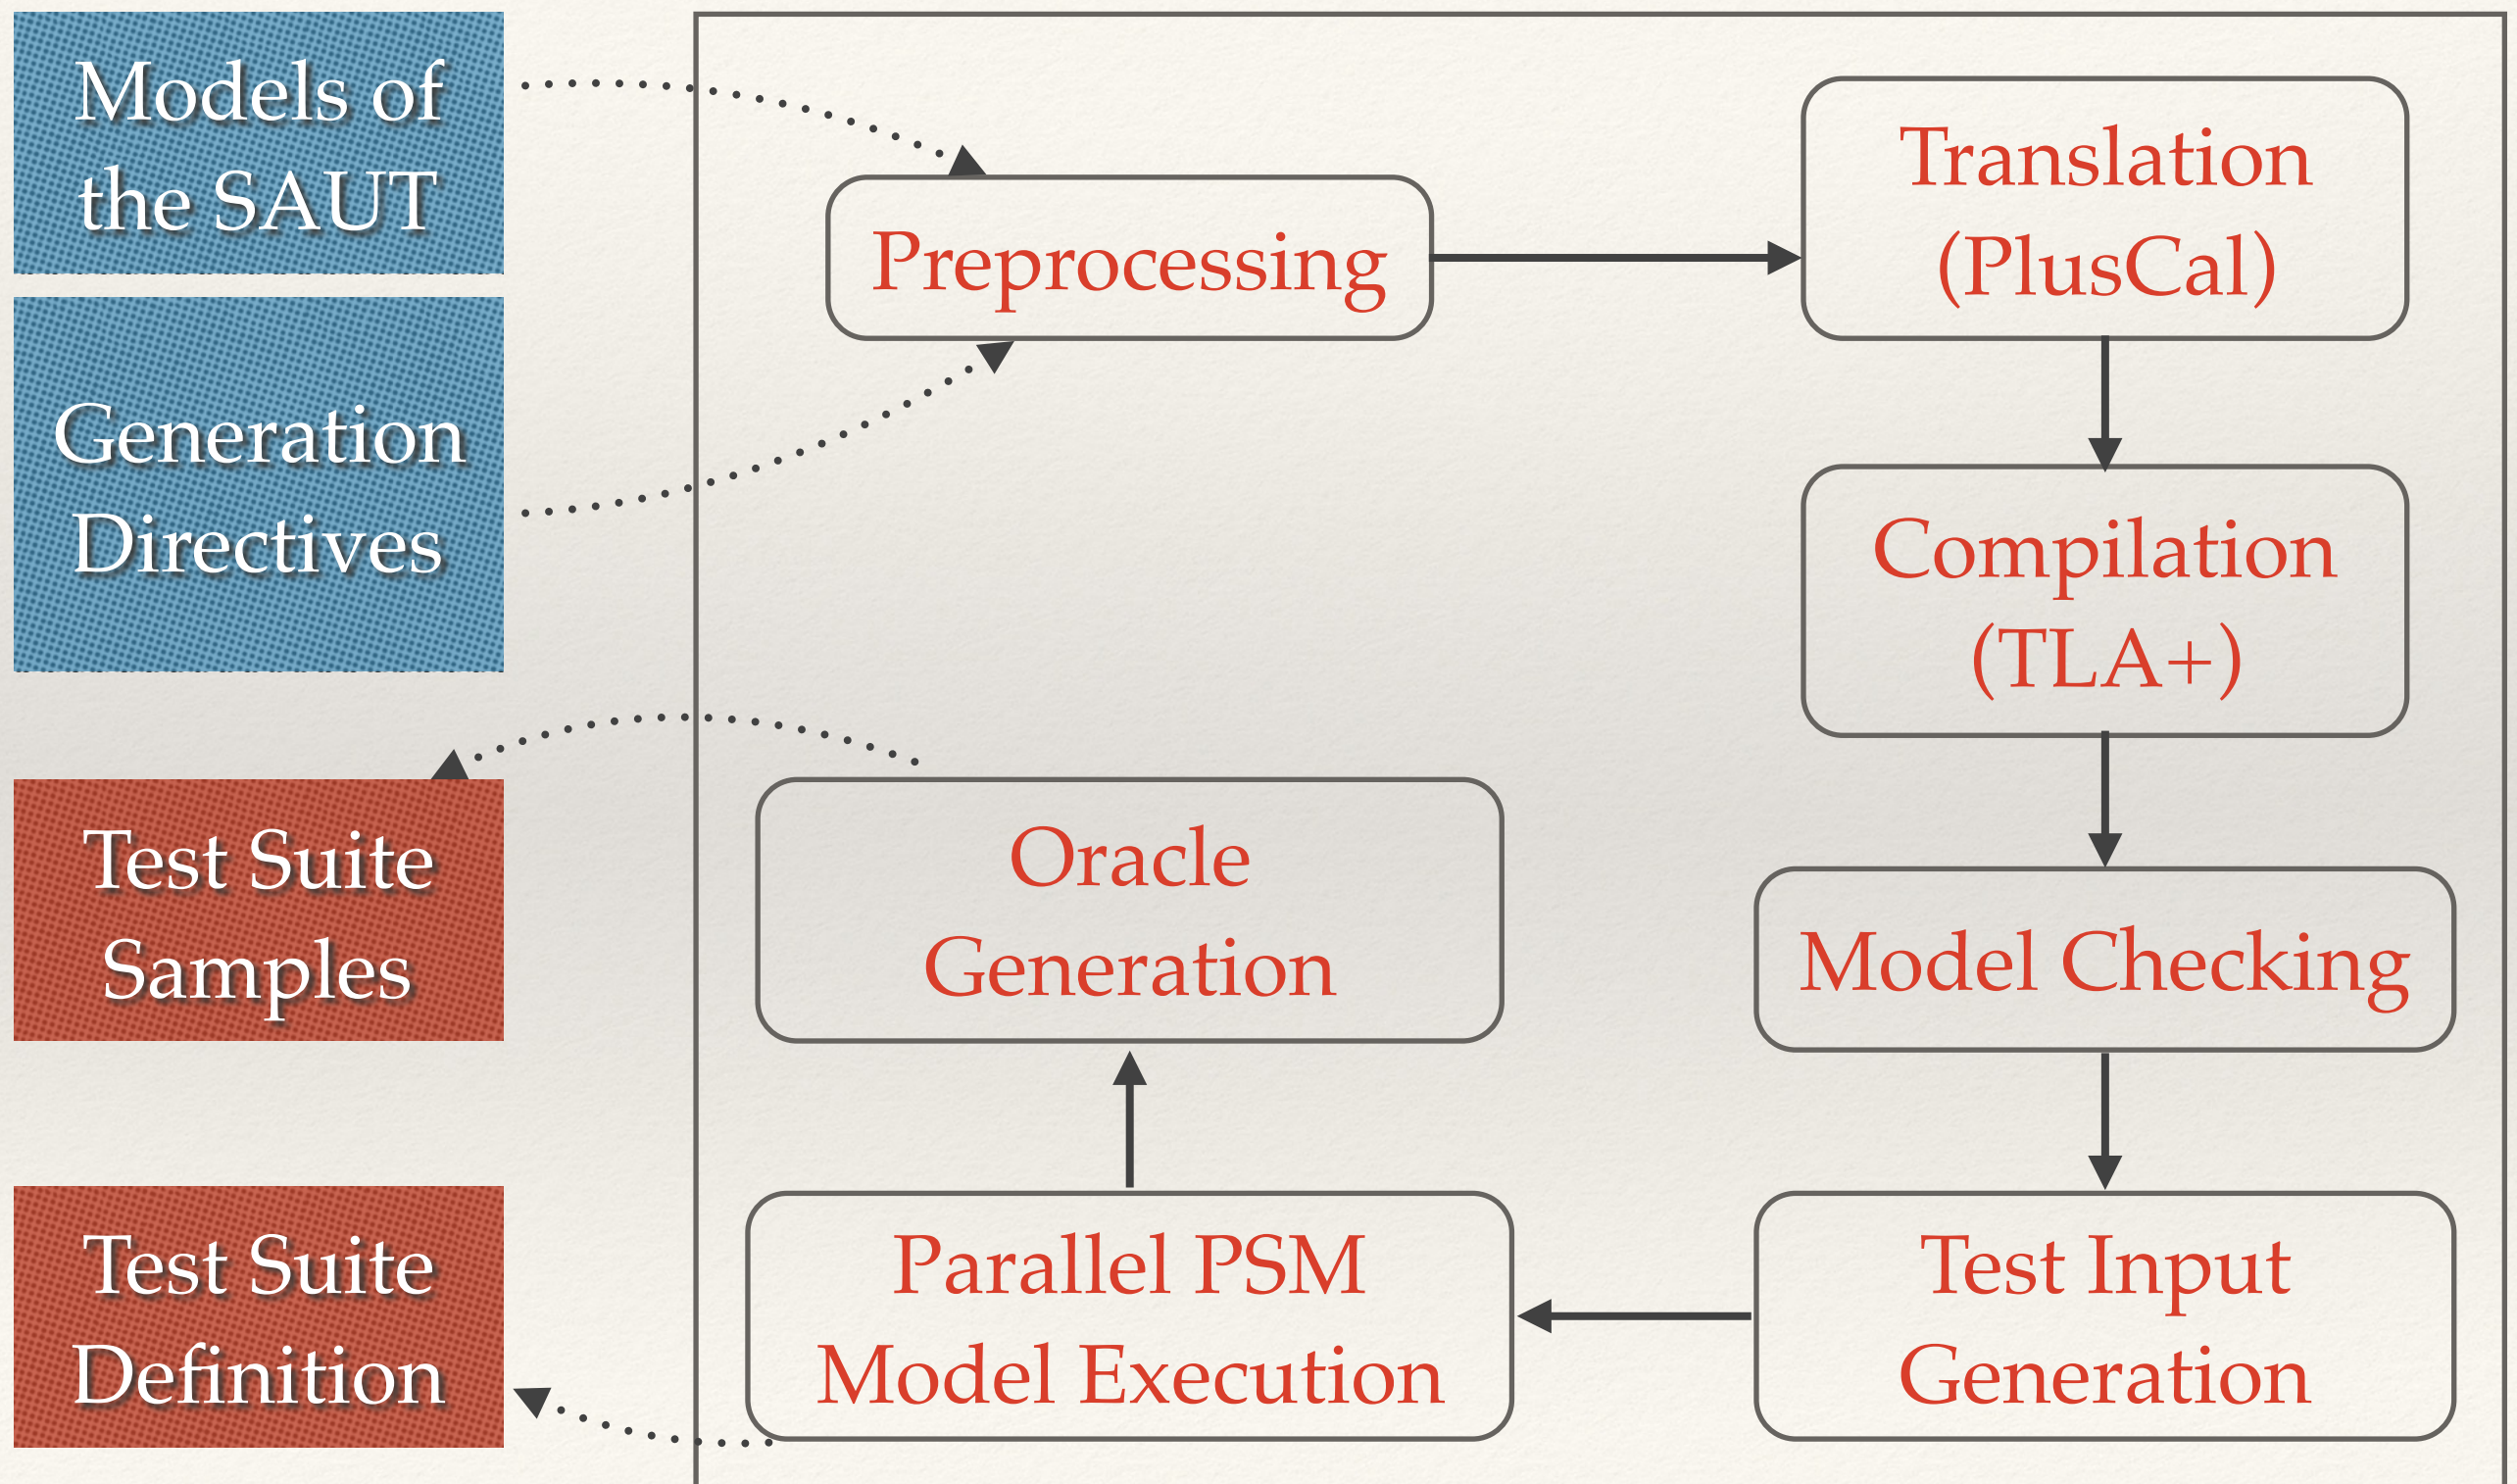 Models of
the SAUT
Generation
Directives
Test Suite
Samples
Test Suite
Definition
Preprocessing
Translation
(PlusCal)
Compilation
(TLA+)
Model Checking
Test Input
Generation
Parallel PSM
Model Execution
Oracle
Generation